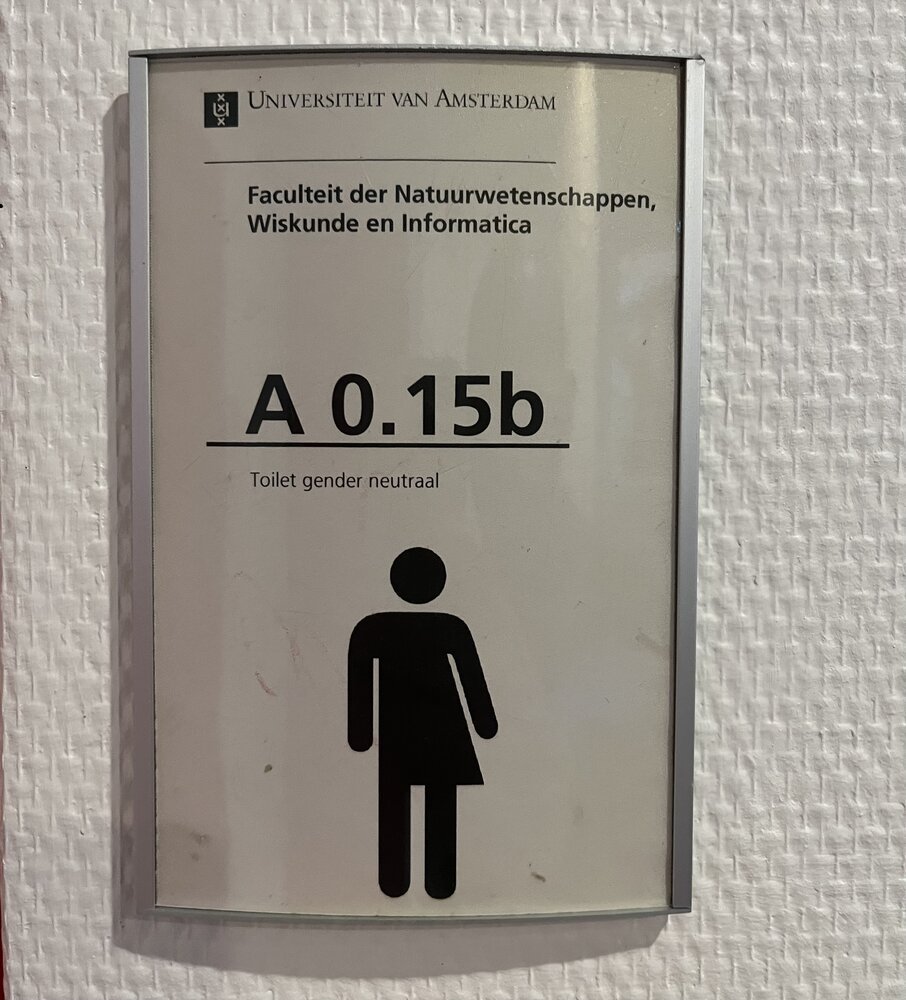 UNIVERSITEIT VAN AMSTERDAM
Faculteit der Natuurwetenschappen,
Wiskunde en Informatica
A 0.15b
Toilet gender neutraal